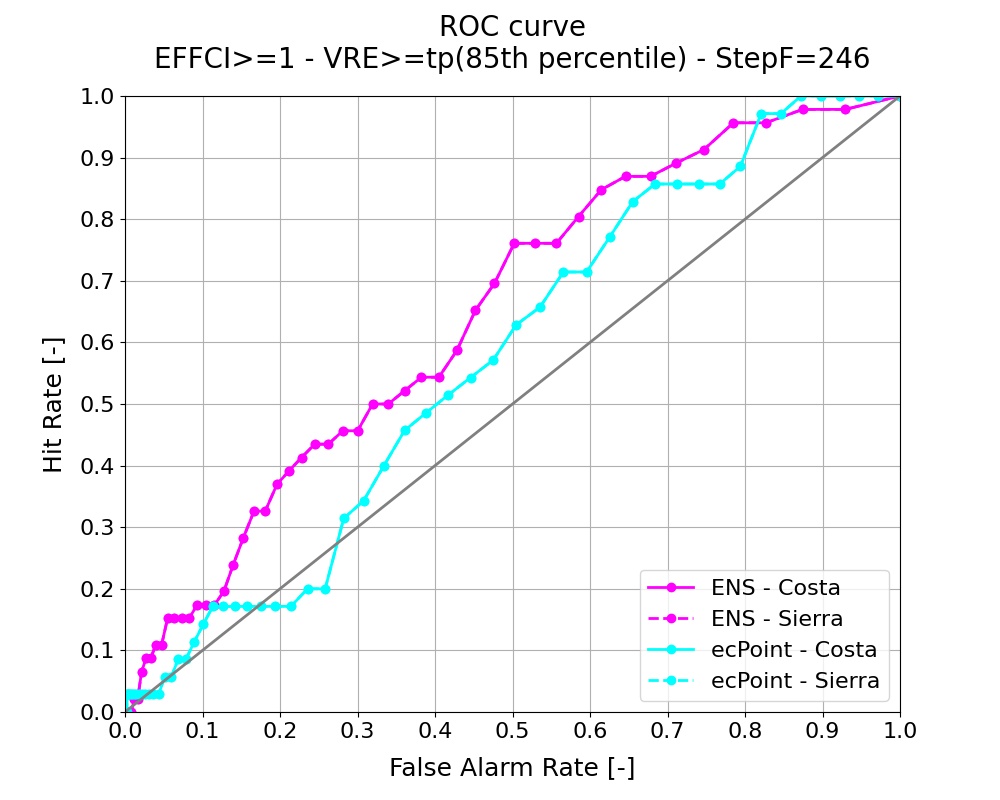 ROC curve
EFFCI>=1 - VRE>=tp(85th percentile) - StepF=246
1.0
0.9
0.8
0.7
0.6
0.5
0.4
0.3
0.2
0.1
0.0
Hit Rate [-]
ENS - Costa
ENS - Sierra
ecPoint - Costa
ecPoint - Sierra
0.0 0.1 0.2 0.3 0.4 0.5 0.6 0.7 0.8 0.9 1.0
False Alarm Rate [-]